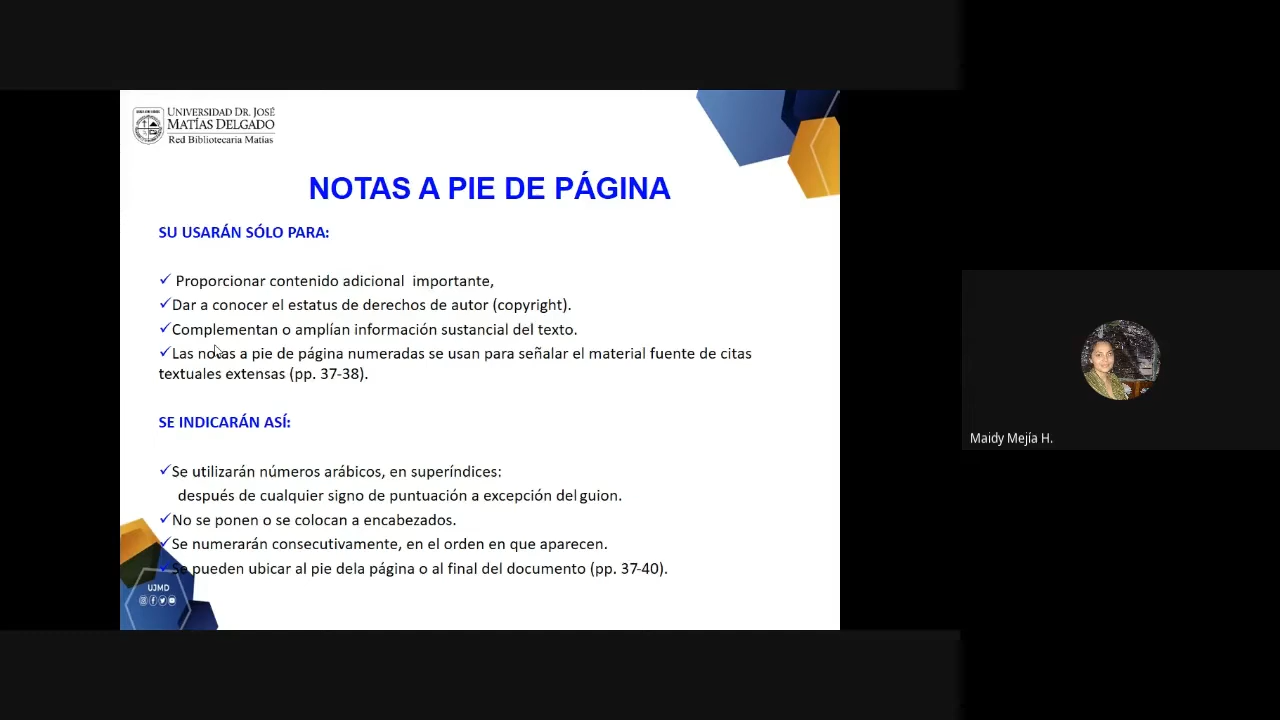 UNIVERSIDAD DR. JOSÉ
MATÍAS DELGADO
Red Bibliotecaria Matías
NOTAS A PIE DE PÁGINA
SU USARÁN SÓLO PARA:
✓ Proporcionar contenido adicional importante,
✓Dar a conocer el estatus de derechos de autor (copyright).
✓Complementan o amplían información sustancial del texto.
✓Las notas a pie de página numeradas se usan para señalar el material fuente de citas
textuales extensas (pp. 37-38).
SE INDICARÁN ASÍ:
✓Se utilizarán números arábicos, en superíndices:
después de cualquier signo de puntuación a excepción del guion.
✓No se ponen o se colocan a encabezados.
✓Se numerarán consecutivamente, en el orden en que aparecen.
✓Se pueden ubicar al pie dela página o al final del documento (pp. 37-40).
UJMD
Maidy Mejía H.